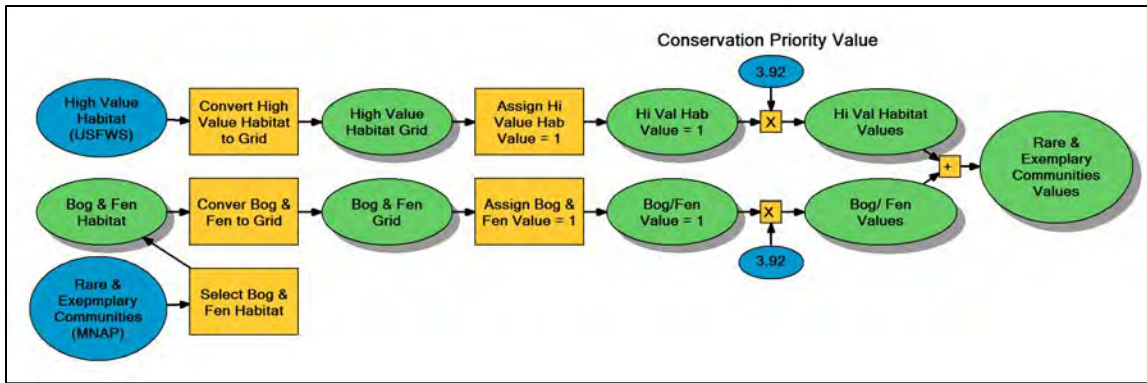 Conservation Priority Value
3.92
High Value
Habitat
(USFWS)
Convert High
Value Habitat
to Grid
High Value
Habitat Grid
Assign Hi
Value Hab
Value = 1
Hi Val Hab
Value = 1
X
Hi Val Habitat
Values
Rare &
Exemplary
Communities
Values
+
Bog & Fen
Habitat
Conver Bog &
Fen to Grid
Bog & Fen
Grid
Assign Bog &
Fen Value = 1
Bog/Fen
Value = 1
X
Bog/ Fen
Values
3.92
Rare &
Exepmplary
Communities
(MNAP)
Select Bog &
Fen Habitat